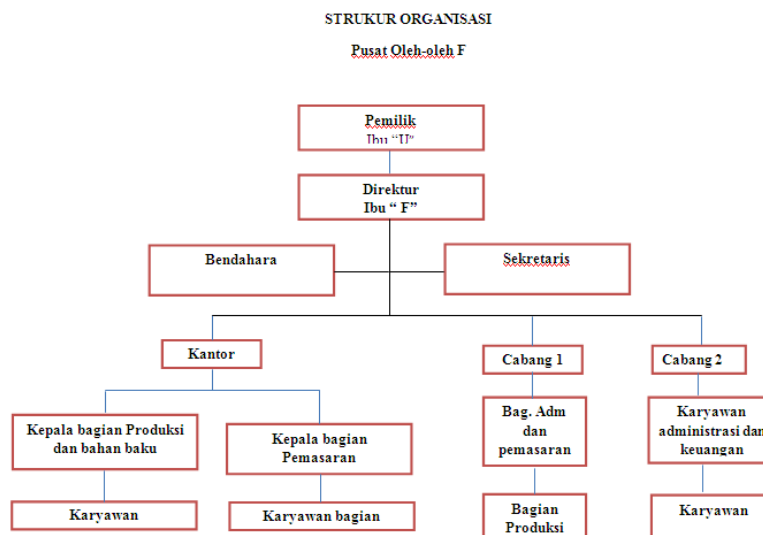 STRUKUR ORGANISASI
Pusat Oleh-oleh F
Pemilik
Ibu “U”
Direktur
Ibu “ F”
Bendahara
Sekretaris
Kantor
Cabang 1
Cabang 2
Kepala bagian Produksi
dan bahan baku
Kepala bagian
Pemasaran
Bag. Adm
dan
pemasaran
Karyawan
administrasi dan
keuangan
Karyawan
Karyawan bagian
Bagian
Produksi
Karyawan